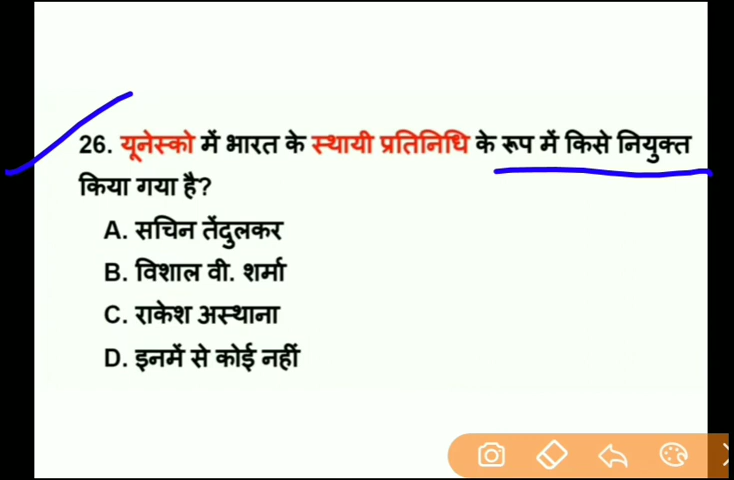 26. यूनेस्को में भारत के स्थायी प्रतिनिधि के रूप में किसे नियुक्त
किया गया है?
A. सचिन तेंदुलकर
B. विशाल वी. शर्मा
C. राकेश अस्थाना
D. इनमें से कोई नहीं